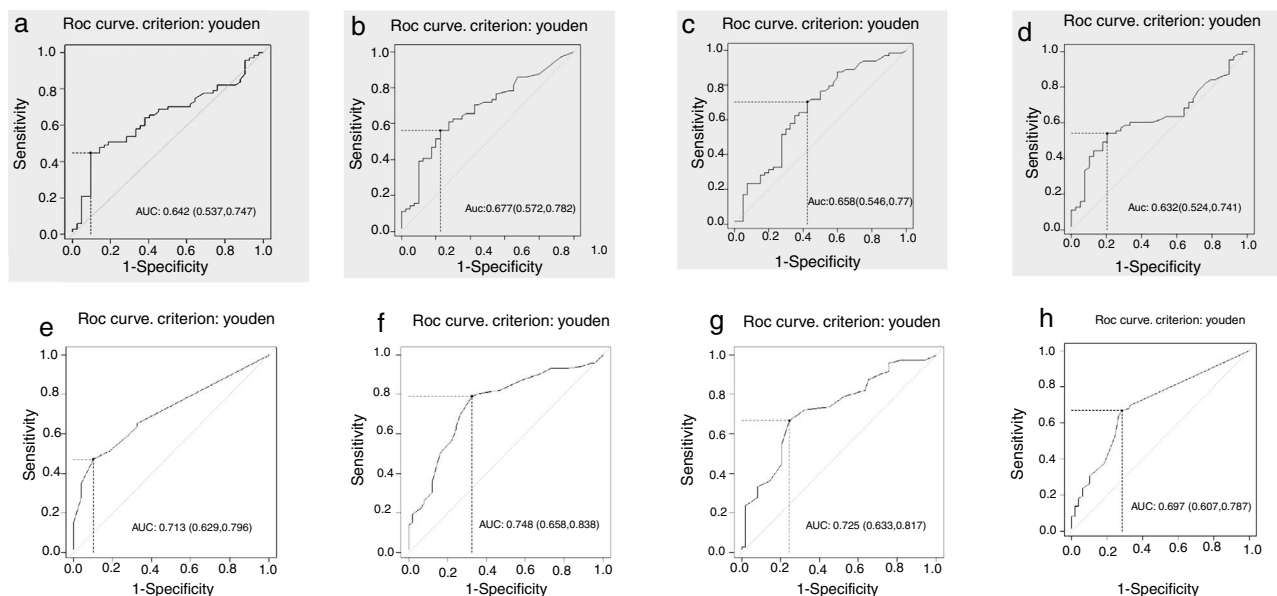 a
Roc curve. criterion: youden
1.0
0.8
0.6
0.4
0.2
0.0
Sensitivity
AUC: 0.642 (0.537,0.747)
0.0 0.2 0.4 0.6 0.8 1.0
1-Specificity
b
Roc curve. criterion: youden
1.0
0.8
0.6
0.4
0.2
0.0
Sensitivity
Auc:0.677(0.572,0.782)
0.0 0.2 0.4 0.6 0.8 1.0
1-Specificity
c
Roc curve. criterion: youden
1.0
0.8
0.6
0.4
0.2
0.0
Sensitivity
Auc:0.658(0.546,0.77)
0.0 0.2 0.4 0.6 0.8 1.0
1-Specificity
d
Roc curve. criterion: youden
1.0
0.8
0.6
0.4
0.2
0.0
Sensitivity
Auc: 0.632(0.524,0.741)
0.0 0.2 0.4 0.6 0.8 1.0
1-Specificity
e
Roc curve. criterion: youden
1.0
0.8
0.6
0.4
0.2
0.0
Sensitivity
AUC: 0.713 (0.629,0.796)
0.0 0.2 0.4 0.6 0.8 1.0
1-Specificity
f
Roc curve. criterion: youden
1.0
0.8
0.6
0.4
0.2
0.0
Sensitivity
AUC: 0.748 (0.658,0.838)
0.0 0.2 0.4 0.6 0.8 1.0
1-Specificity
g
Roc curve. criterion: youden
1.0
0.8
0.6
0.4
0.2
0.0
Sensitivity
AUC: 0.725 (0.633,0.817)
0.0 0.2 0.4 0.6 0.8 1.0
1-Specificity
h
Roc curve. criterion: youden
1.0
0.8
0.6
0.4
0.2
0.0
Sensitivity
AUC: 0.697 (0.607,0.787)
0.0 0.2 0.4 0.6 0.8 1.0
1-Specificity